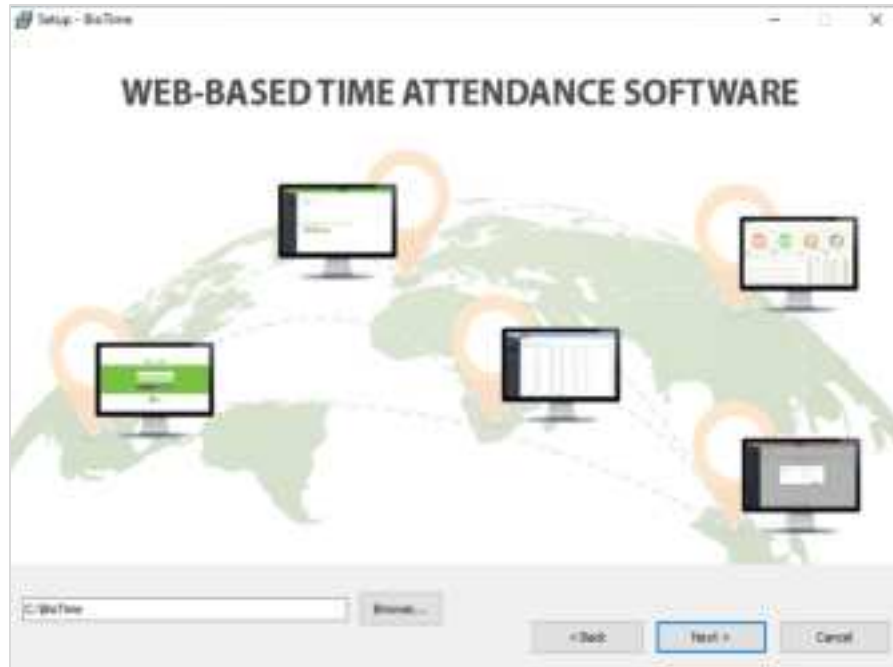 Setup - BioTime
WEB-BASED TIME ATTENDANCE SOFTWARE
C:\BioTime
Browse...
< Back
Next >
Cancel